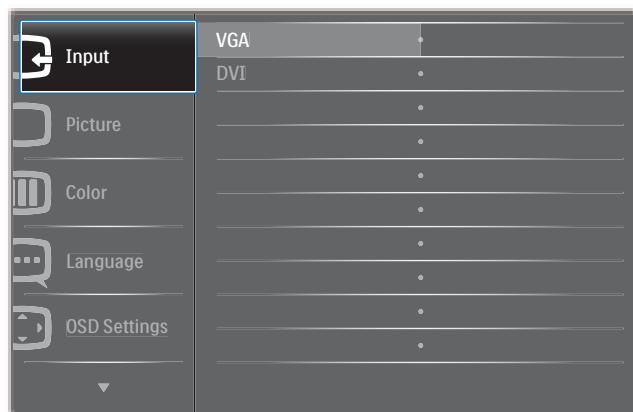 Input
VGA
DVI
Picture
Color
Language
OSD Settings